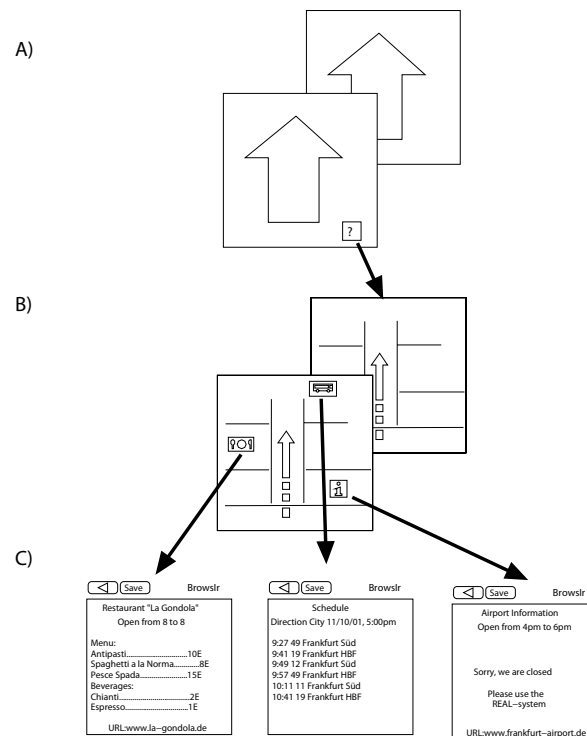 A)
?
B)
i
C)
Save Browslr
Restaurant "La Gondola"
Open from 8 to 8
Menu:
Antipasti.............................10E
Spaghetti a la Norma............8E
Pesce Spada......................15E
Beverages:
Chianti.................................2E
Espresso..............................1E
URL:www.la−gondola.de
Save Browslr
Schedule
Direction City 11/10/01, 5:00pm
9:27 49 Frankfurt Süd
9:41 19 Frankfurt HBF
9:49 12 Frankfurt Süd
9:57 49 Frankfurt HBF
10:11 11 Frankfurt Süd
10:41 19 Frankfurt HBF
Save Browslr
Airport Information
Open from 4pm to 6pm
Sorry, we are closed
Please use the
REAL−system
URL:www.frankfurt−airport.de